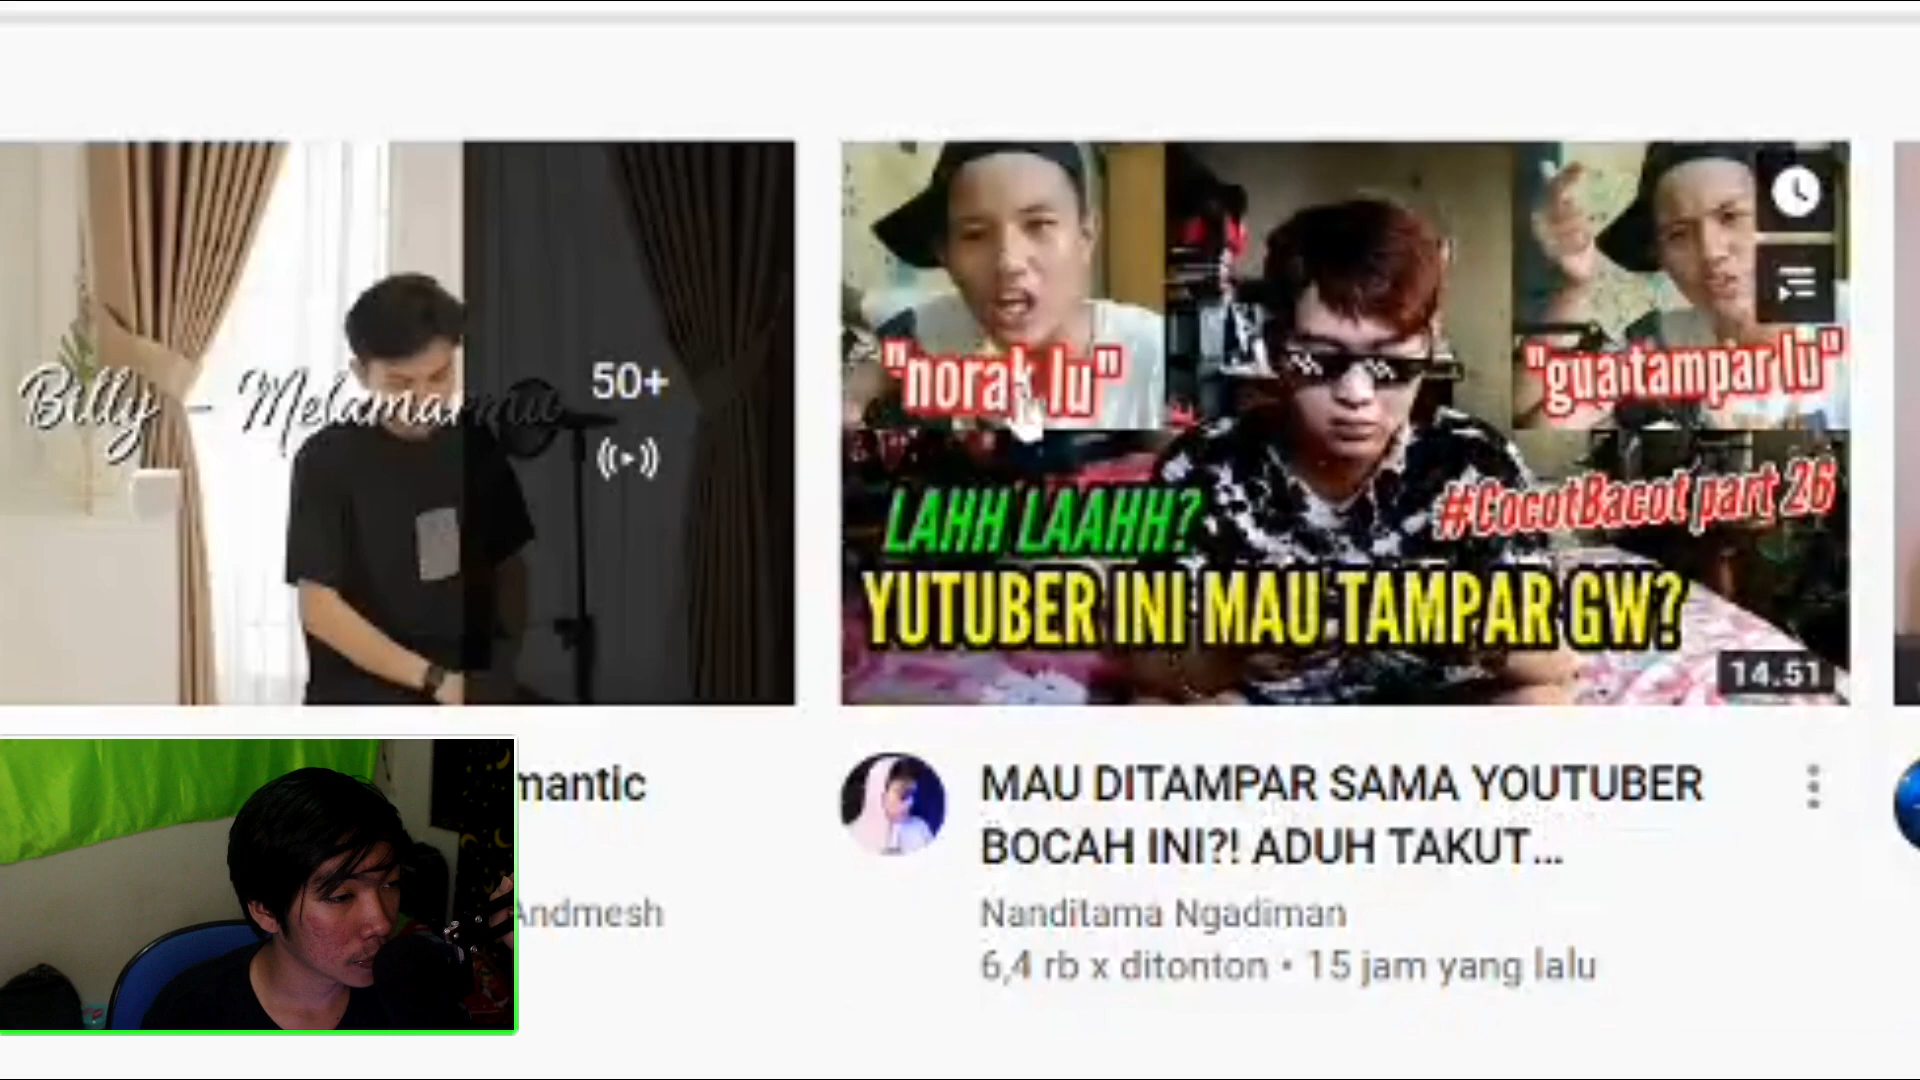 Billy - Melamarmu
50+
"norak lu"
"gua tampar lu"
LAHH LAAHH?
#CocotBacot part 26
YUTUBER INI MAU TAMPAR GW?
14.51
mantic
Andmesh
MAU DITAMPAR SAMA YOUTUBER
BOCAH INI?! ADUH TAKUT...
Nanditama Ngadiman
6,4 rb x ditonton • 15 jam yang lalu